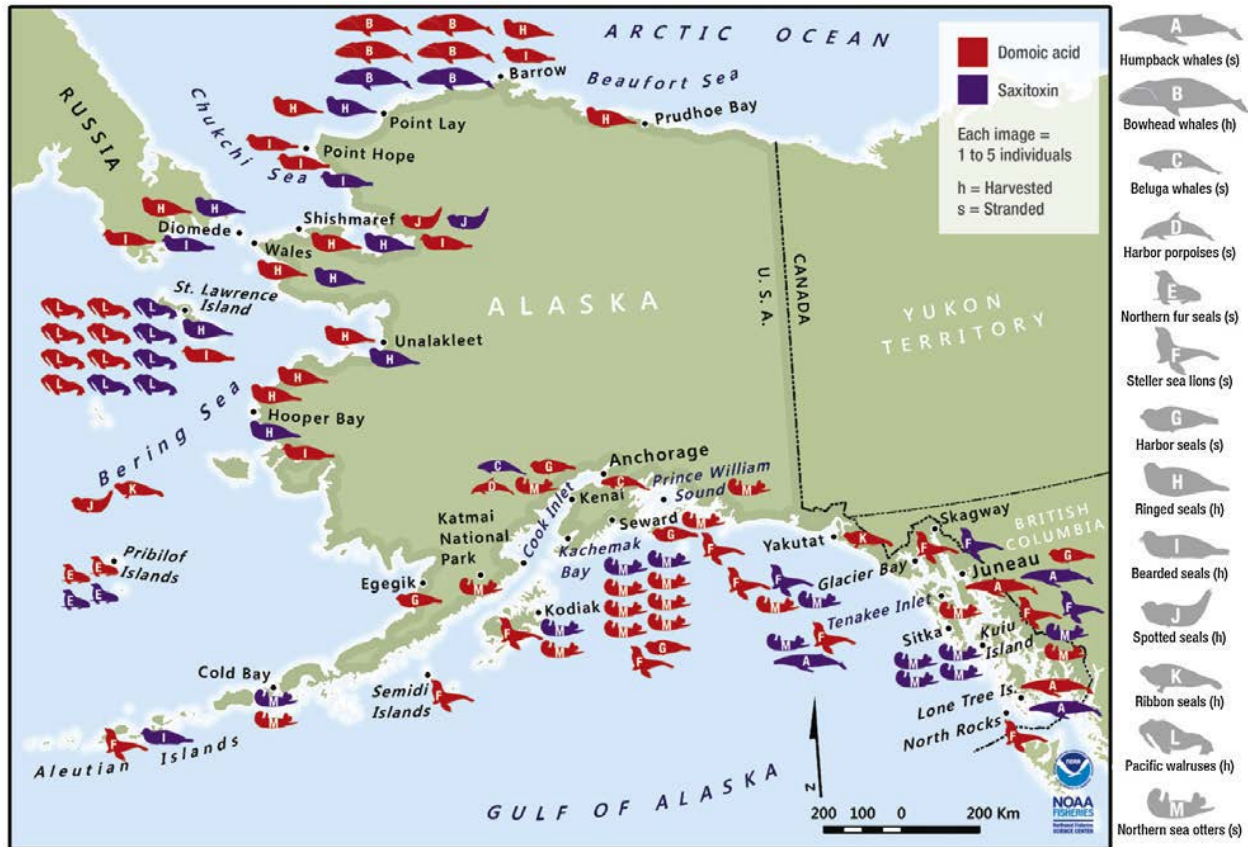 ARCTIC OCEAN
Beaufort Sea
Barrow
Prudhoe Bay
RUSSIA
Chukchi Sea
Point Lay
Point Hope
Shishmaref
Diomede
Wales
St. Lawrence
Island
ALASKA
U.S.A.
CANADA
YUKON
TERRITORY
Unalakleet
Bering Sea
Hooper Bay
Anchorage
Kenai
Prince William
Sound
Seward
Cook Inlet
Katmai
National
Park
Kachemak
Bay
Pribilof
Islands
Egegik
Kodiak
Cold Bay
Semidi
Islands
Aleutian Islands
Yakutat
Skagway
BRITISH
COLUMBIA
Glacier Bay
Juneau
Tenakee Inlet
Sitka
Kuiu
Island
Lone Tree Is.
North Rocks
GULF OF ALASKA
N
200 100 0 200 Km
NOAA
FISHERIES
Domoic acid
Saxitoxin
Each image =
1 to 5 individuals
h = Harvested
s = Stranded
A
Humpback whales (s)
B
Bowhead whales (h)
C
Beluga whales (s)
D
Harbor porpoises (s)
E
Northern fur seals (s)
F
Steller sea lions (s)
G
Harbor seals (s)
H
Ringed seals (h)
I
Bearded seals (h)
J
Spotted seals (h)
K
Ribbon seals (h)
L
Pacific walruses (h)
M
Northern sea otters (s)